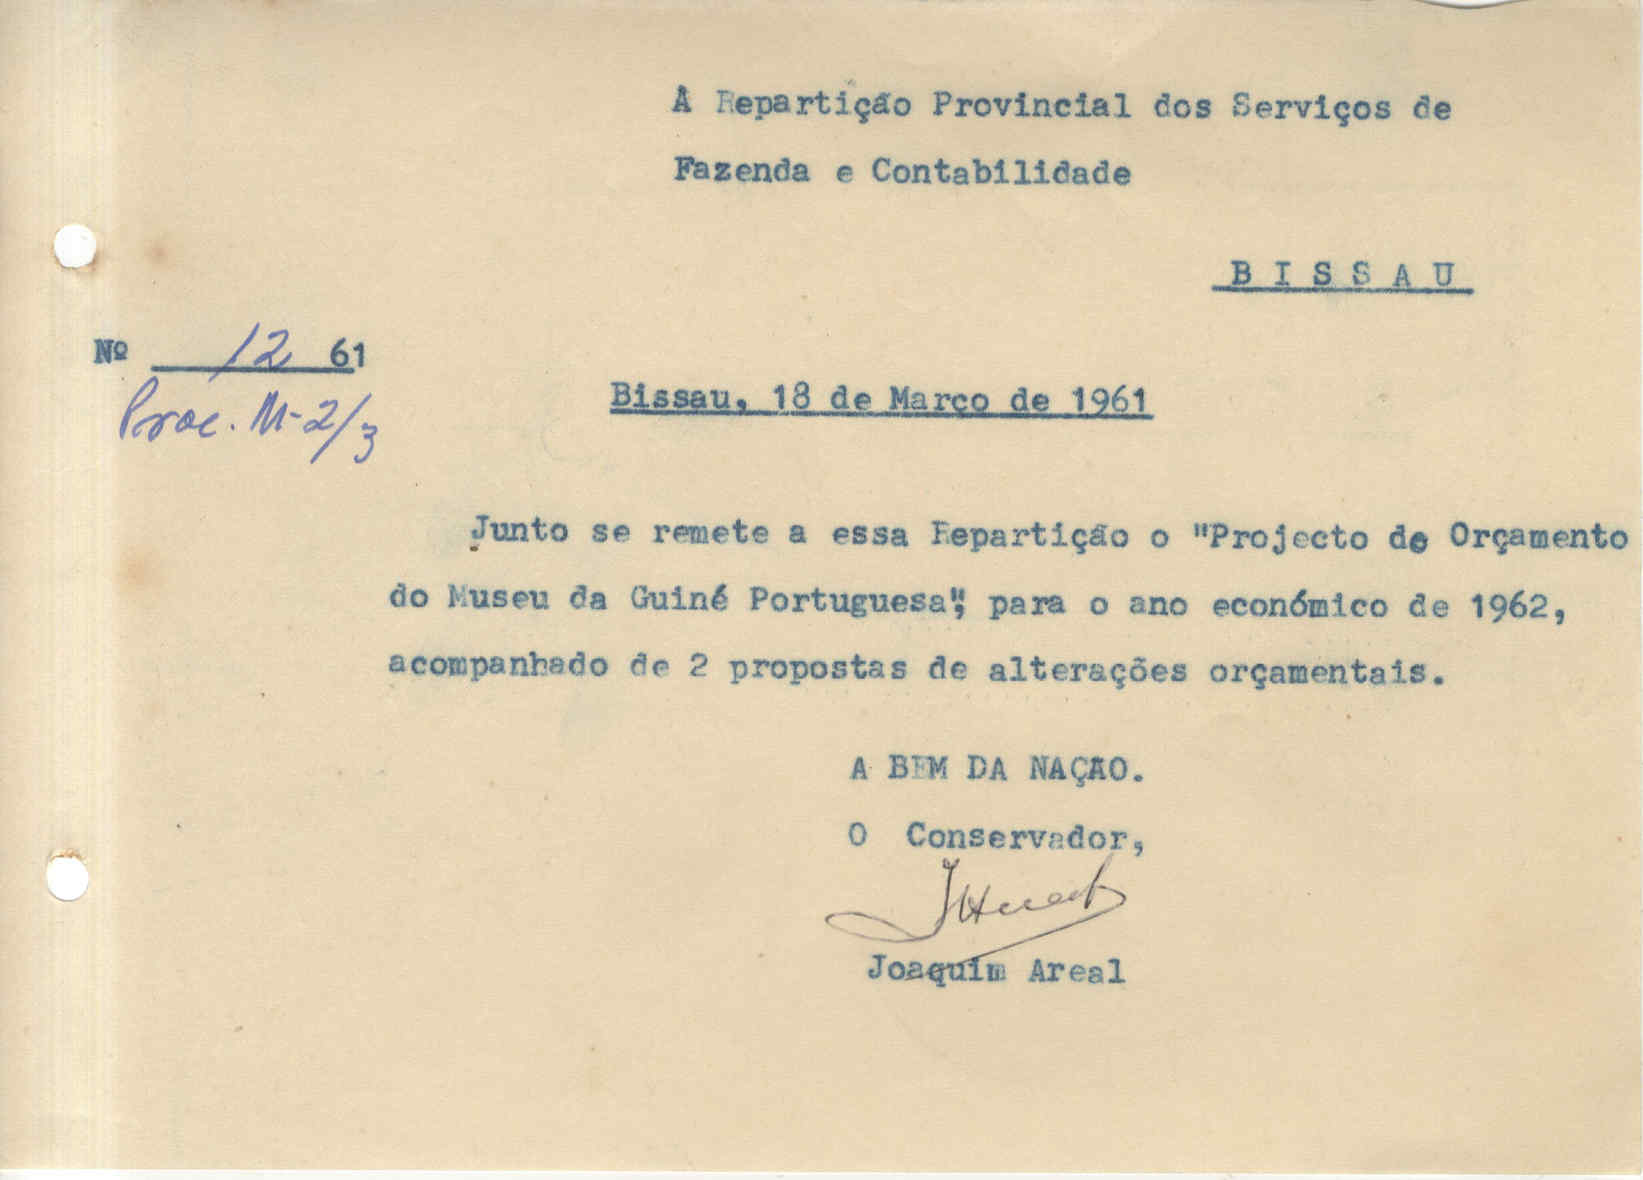 À Repartição Provincial dos Serviços de
Fazenda e Contabilidade
B I S S A U
Nº 12 61
Proc. M-2/3
Bissau, 18 de Março de 1961
Junto se remete a essa Repartição o "Projecto de Orçamento
do Museu da Guiné Portuguesa", para o ano económico de 1962,
acompanhado de 2 propostas de alterações orçamentais.
A BEM DA NAÇÃO.
O Conservador,
Joaquim Areal